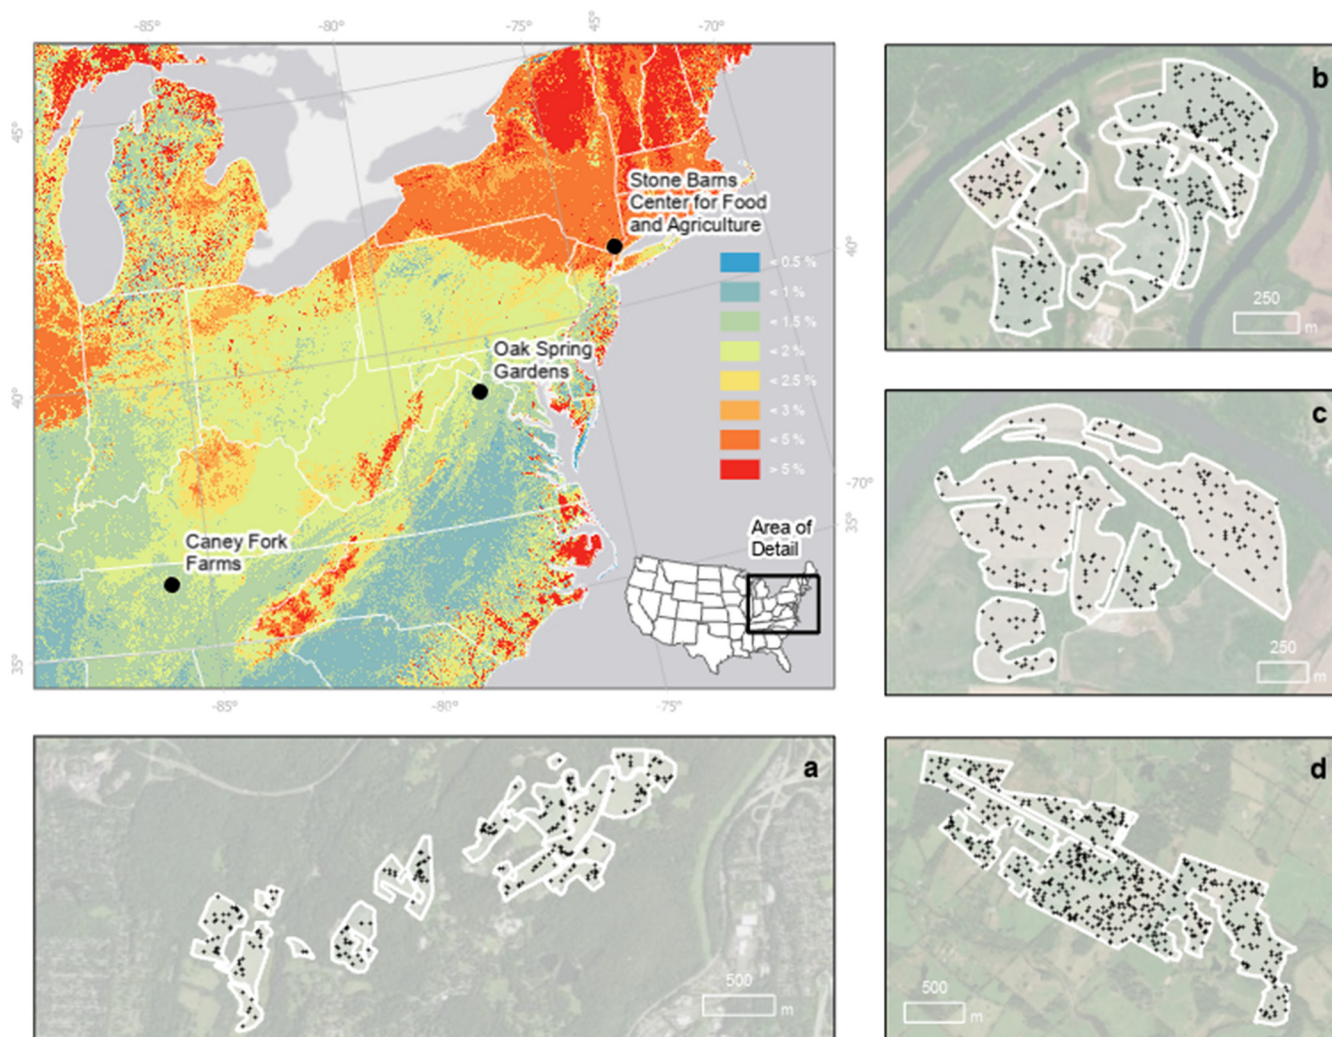 -85°
-80°
-75°
45°
-70°
45°
40°
35°
Stone Barns
Center for Food
and Agriculture
40°
< 0.5 %
< 1 %
< 1.5 %
< 2 %
< 2.5 %
< 3 %
< 5 %
> 5 %
Oak Spring
Gardens
-70°
35°
Caney Fork
Farms
Area of
Detail
-85°
-80°
-75°
b
250
m
c
250
m
a
500
m
d
500
m